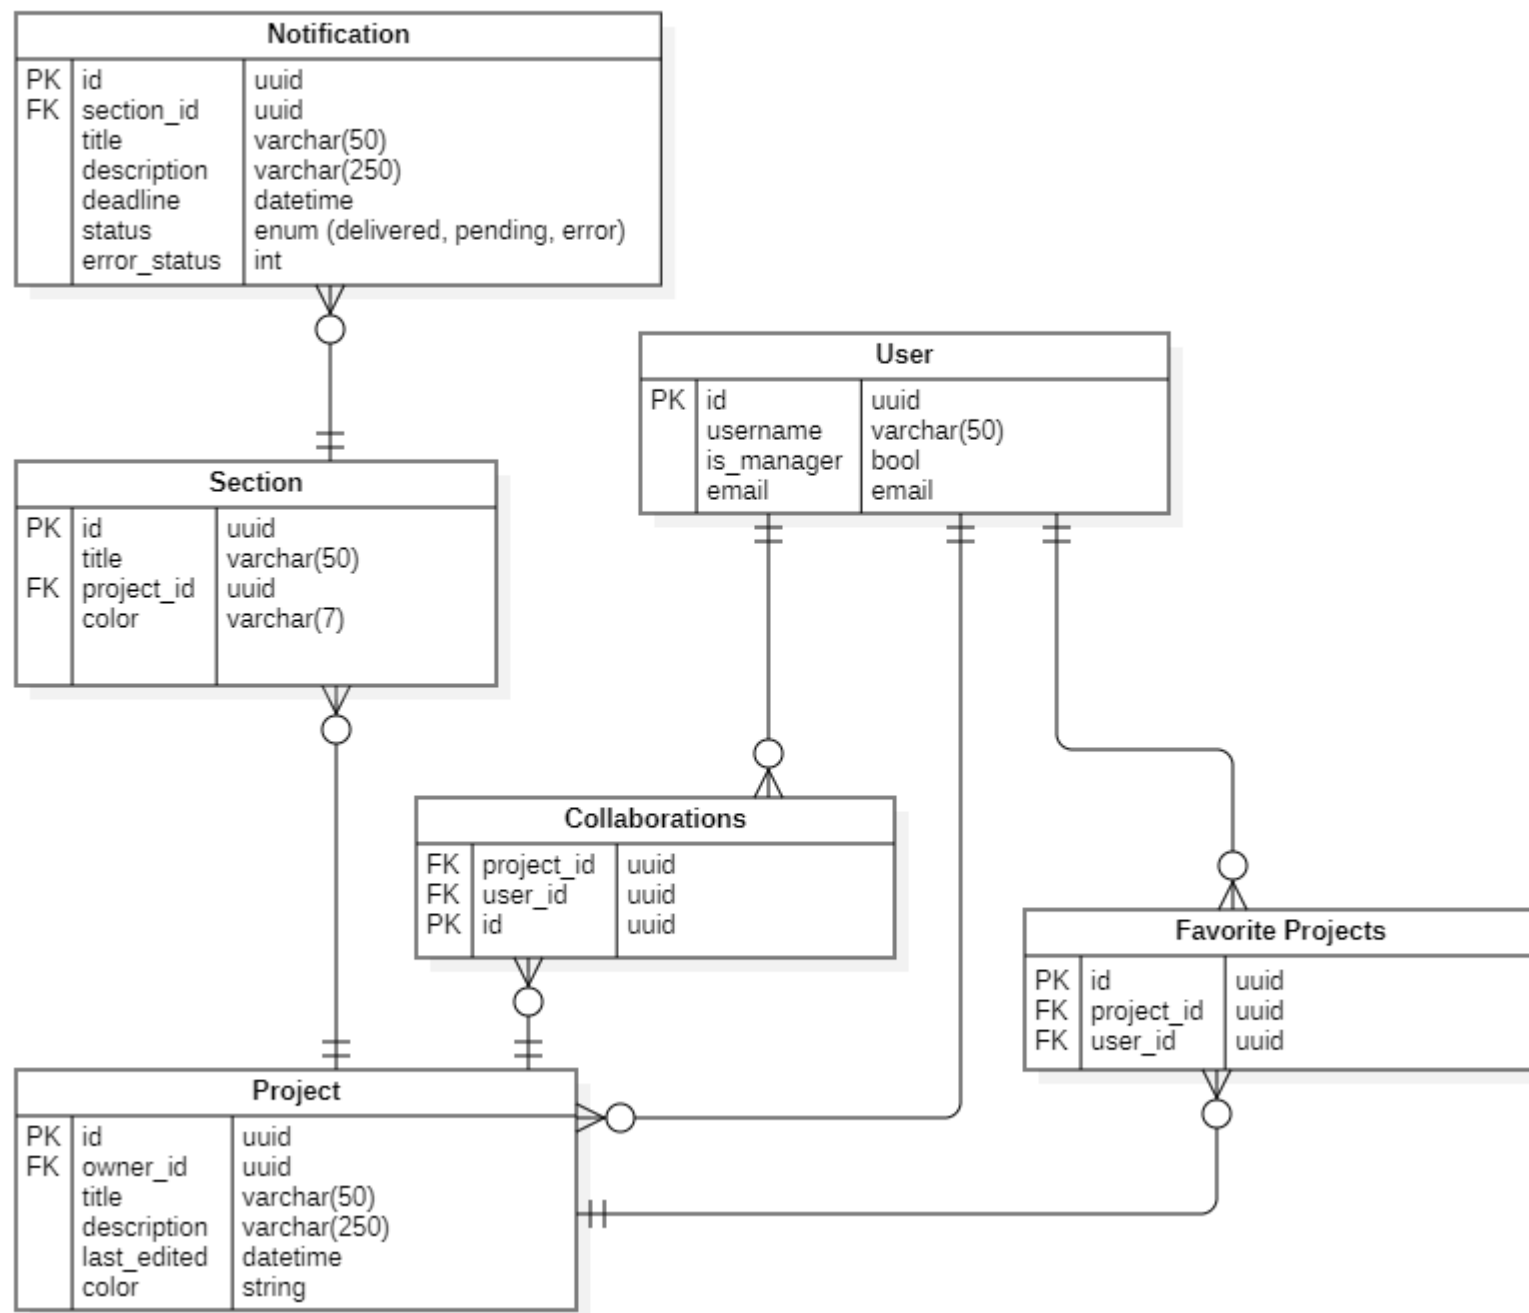 Notification
PK id uuid
FK section_id uuid
title varchar(50)
description varchar(250)
deadline datetime
status enum (delivered, pending, error)
error_status int
User
PK id uuid
username varchar(50)
is_manager bool
email email
Section
PK id uuid
title varchar(50)
FK project_id uuid
color varchar(7)
Collaborations
FK project_id uuid
FK user_id uuid
PK id uuid
Favorite Projects
PK id uuid
FK project_id uuid
FK user_id uuid
Project
PK id uuid
FK owner_id uuid
title varchar(50)
description varchar(250)
last_edited datetime
color string